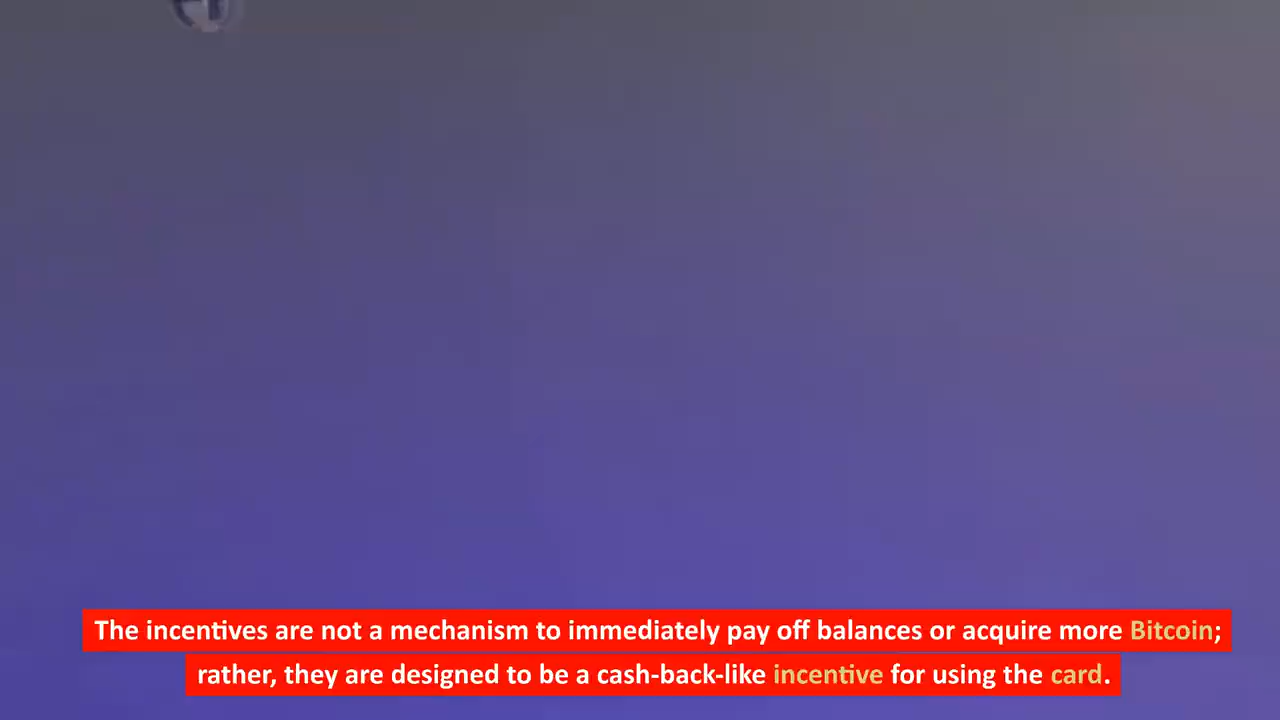 The incentives are not a mechanism to immediately pay off balances or acquire more Bitcoin;
rather, they are designed to be a cash-back-like incentive for using the card.